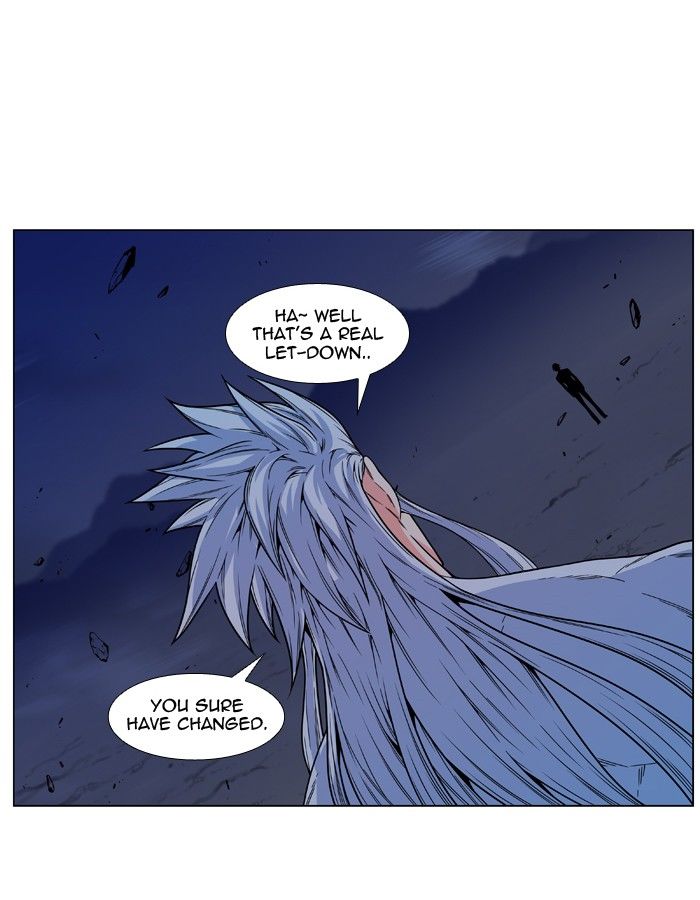 HA~ WELL
THAT'S A REAL
LET-DOWN..
YOU SURE
HAVE CHANGED.